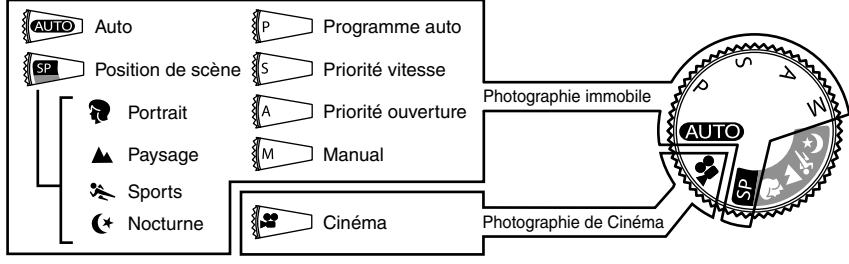 AUTO Auto
SP Position de scène
Portrait
Paysage
Sports
Nocturne
P Programme auto
S Priorité vitesse
A Priorité ouverture
M Manual
Cinéma
Photographie immobile
Photographie de Cinéma
P S A M
AUTO
SP